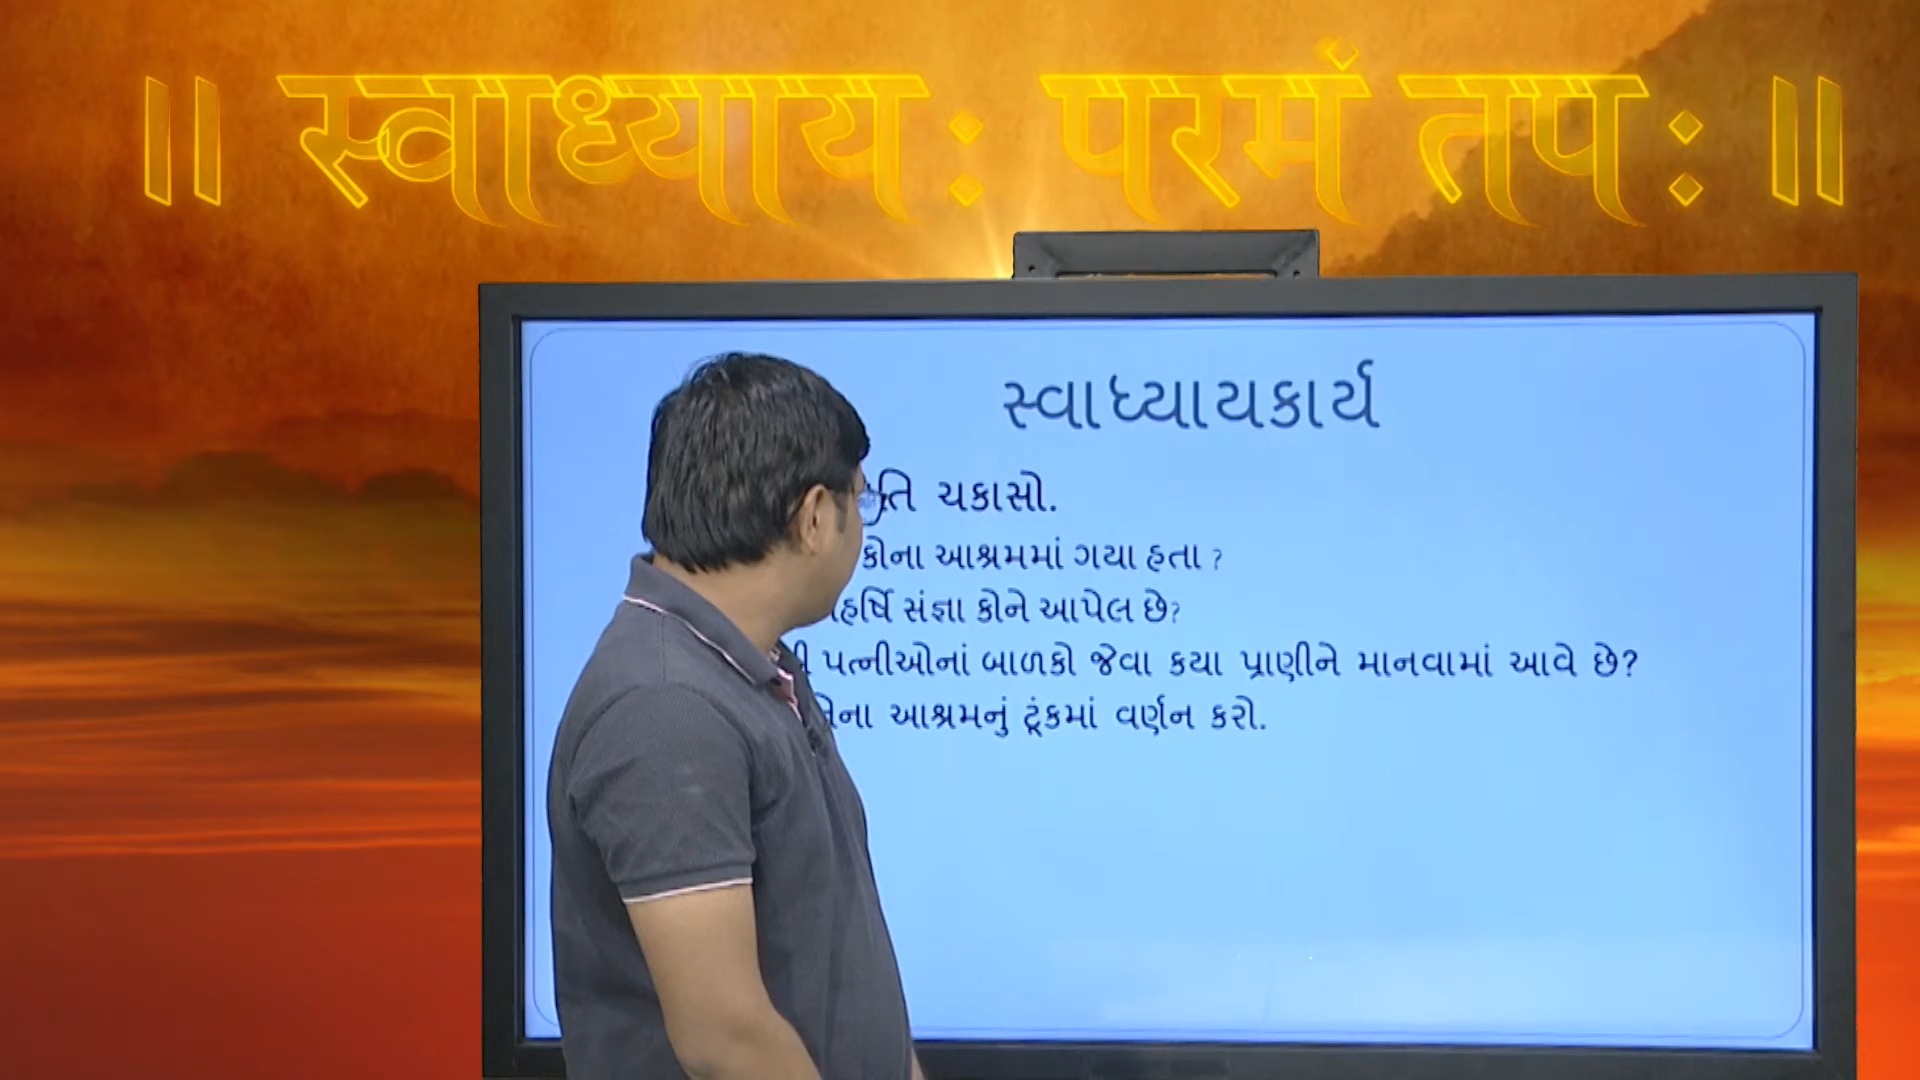 ॥ स्वाध्यायः परमं तपः ॥
સ્વાધ્યાયકાર્ય
ચકાસો.
કોના આશ્રમમાં ગયા હતા ?
સંજ્ઞા કોને આપેલ છે?
પત્નીઓનાં બાળકો જેવા કયા પ્રાણીને માનવામાં આવે છે?
આશ્રમનું ટૂંકમાં વર્ણન કરો.